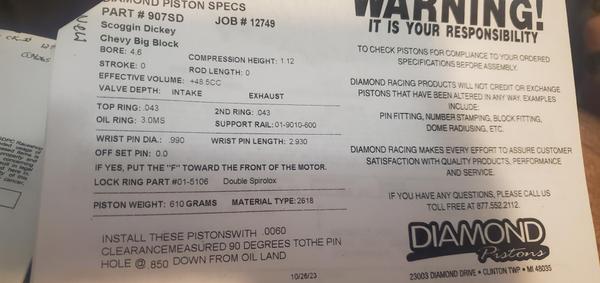 DIAMOND PISTON SPECS
PART # 907SD JOB # 12749
Scoggin Dickey
Chevy Big Block
BORE: 4.6
COMPRESSION HEIGHT: 1.12
STROKE: 0 ROD LENGTH: 0
EFFECTIVE VOLUME: +48.5CC
VALVE DEPTH: INTAKE EXHAUST
TOP RING: .043 2ND RING: .043
OIL RING: 3.0MS SUPPORT RAIL: 01-9010-600
WRIST PIN DIA.: .990 WRIST PIN LENGTH: 2.930
OFF SET PIN: 0.0
IF YES, PUT THE "F" TOWARD THE FRONT OF THE MOTOR.
LOCK RING PART #01-5106 Double Spirolox
PISTON WEIGHT: 610 GRAMS MATERIAL TYPE: 2618
INSTALL THESE PISTONSWITH .0060
CLEARANCEMEASURED 90 DEGREES TOTHE PIN
HOLE @ .850 DOWN FROM OIL LAND
10/26/23
WARNING!
IT IS YOUR RESPONSIBILITY
TO CHECK PISTONS FOR COMPLIANCE TO YOUR ORDERED
SPECIFICATIONS BEFORE ASSEMBLY.
DIAMOND RACING PRODUCTS WILL NOT CREDIT OR EXCHANGE
PISTONS THAT HAVE BEEN ALTERED IN ANY WAY. EXAMPLES
INCLUDE:
PIN FITTING, NUMBER STAMPING, BLOCK FITTING,
DOME RADIUSING, ETC.
DIAMOND RACING MAKES EVERY EFFORT TO ASSURE CUSTOMER
SATISFACTION WITH QUALITY PRODUCTS, PERFORMANCE
AND SERVICE.
IF YOU HAVE ANY QUESTIONS, PLEASE CALL US
TOLL FREE AT 877.552.2112.
DIAMOND
Pistons
23003 DIAMOND DRIVE • CLINTON TWP • MI 48035